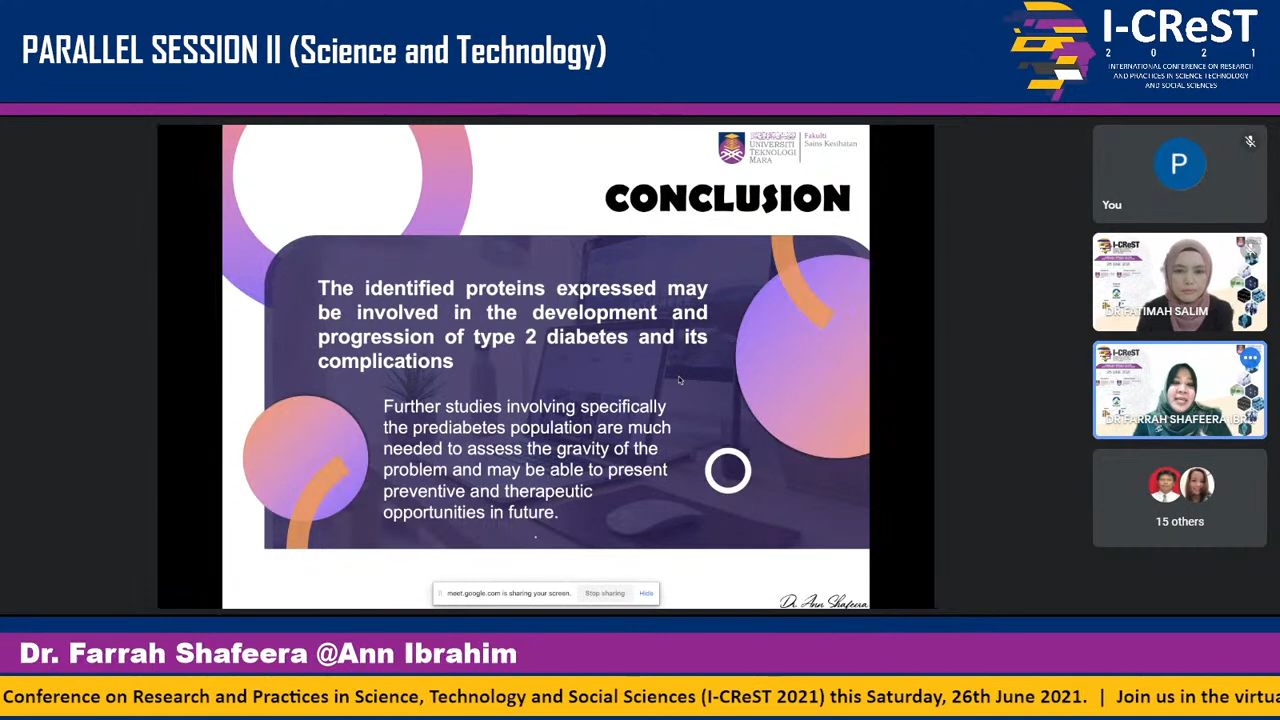 PARALLEL SESSION II (Science and Technology)
I-CReST
2 0 2 1
INTERNATIONAL CONFERENCE ON RESEARCH
AND PRACTICES IN SCIENCE TECHNOLOGY
AND SOCIAL SCIENCES
UNIVERSITI
TEKNOLOGI
MARA
Fakulti
Sains Kesihatan
CONCLUSION
The identified proteins expressed may
be involved in the development and
progression of type 2 diabetes and its
complications
Further studies involving specifically
the prediabetes population are much
needed to assess the gravity of the
problem and may be able to present
preventive and therapeutic
opportunities in future.
.
meet.google.com is sharing your screen.
Stop sharing
Hide
Dr. Ann Shafeera
P
You
I-CReST
DR FATIMAH SALIM
I-CReST
DR FARRAH SHAFEERA IBR...
15 others
Dr. Farrah Shafeera @Ann Ibrahim
Conference on Research and Practices in Science, Technology and Social Sciences (I-CReST 2021) this Saturday, 26th June 2021. | Join us in the virtua